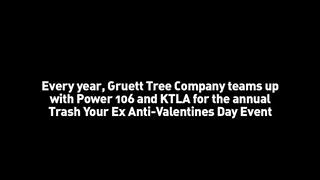 Every year, Gruett Tree Company teams up
with Power 106 and KTLA for the annual
Trash Your Ex Anti-Valentines Day Event